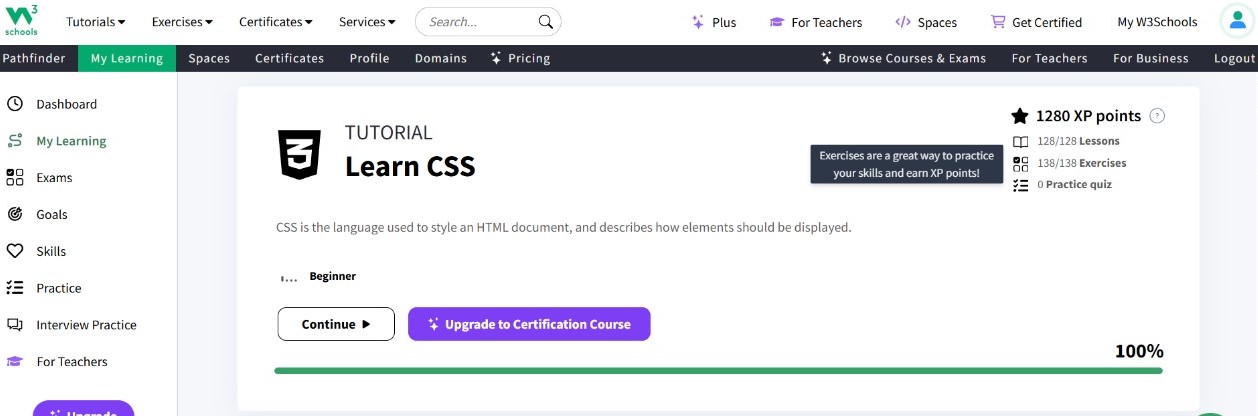 W3
schools
Tutorials Exercises Certificates Services Search... Plus For Teachers Spaces Get Certified My W3Schools
Pathfinder My Learning Spaces Certificates Profile Domains Pricing Browse Courses & Exams For Teachers For Business Logout
Dashboard
My Learning
Exams
Goals
Skills
Practice
Interview Practice
For Teachers
Upgrade
TUTORIAL
Learn CSS
1280 XP points ?
128/128 Lessons
138/138 Exercises
0 Practice quiz
Exercises are a great way to practice
your skills and earn XP points!
CSS is the language used to style an HTML document, and describes how elements should be displayed.
Beginner
Continue Upgrade to Certification Course
100%